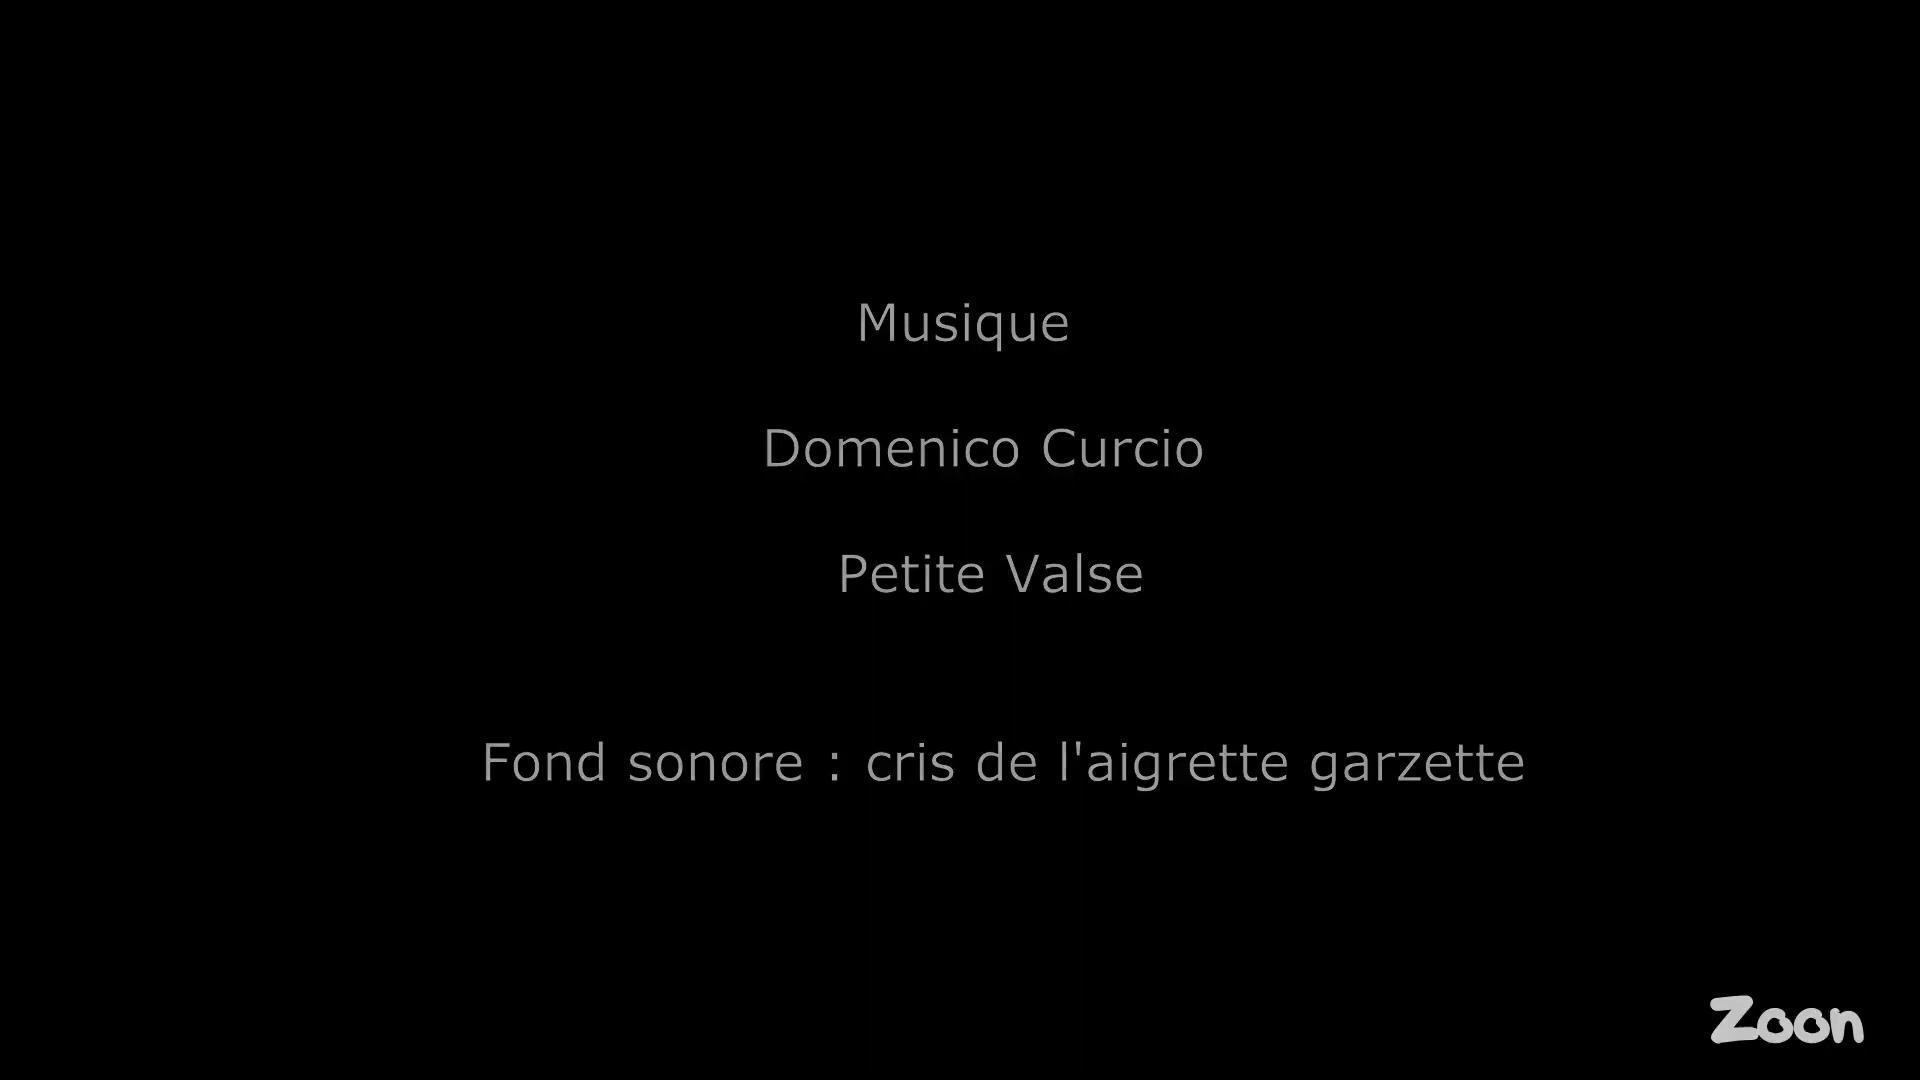 Musique
Domenico Curcio
Petite Valse
Fond sonore : cris de l'aigrette garzette
Zoon